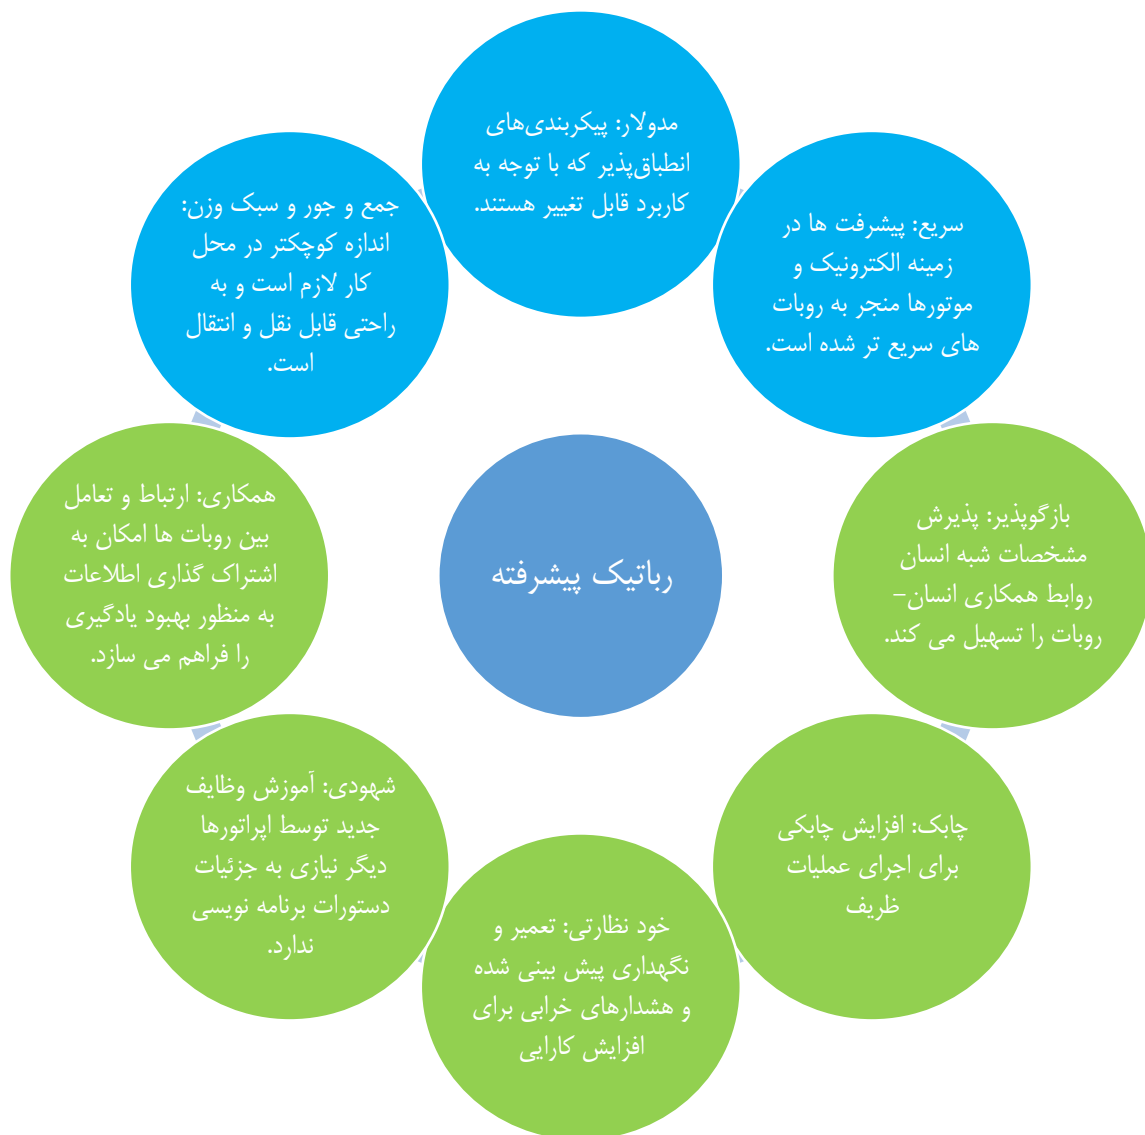 مدولار: پیکربندی‌های
انطباق‌پذیر که با توجه به
کاربرد قابل تغییر هستند.
سریع: پیشرفت ها در
زمینه الکترونیک و
موتورها منجر به روبات
های سریع تر شده است.
بازگوپذیر: پذیرش
مشخصات شبه انسان
روابط همکاری انسان-
روبات را تسهیل می کند.
چابک: افزایش چابکی
برای اجرای عملیات
ظریف
خود نظارتی: تعمیر و
نگهداری پیش بینی شده
و هشدارهای خرابی برای
افزایش کارایی
شهودی: آموزش وظایف
جدید توسط اپراتورها
دیگر نیازی به جزئیات
دستورات برنامه نویسی
ندارد.
همکاری: ارتباط و تعامل
بین روبات ها امکان به
اشتراک گذاری اطلاعات
به منظور بهبود یادگیری
را فراهم می سازد.
جمع و جور و سبک وزن:
اندازه کوچکتر در محل
کار لازم است و به
راحتی قابل نقل و انتقال
است.
رباتیک پیشرفته